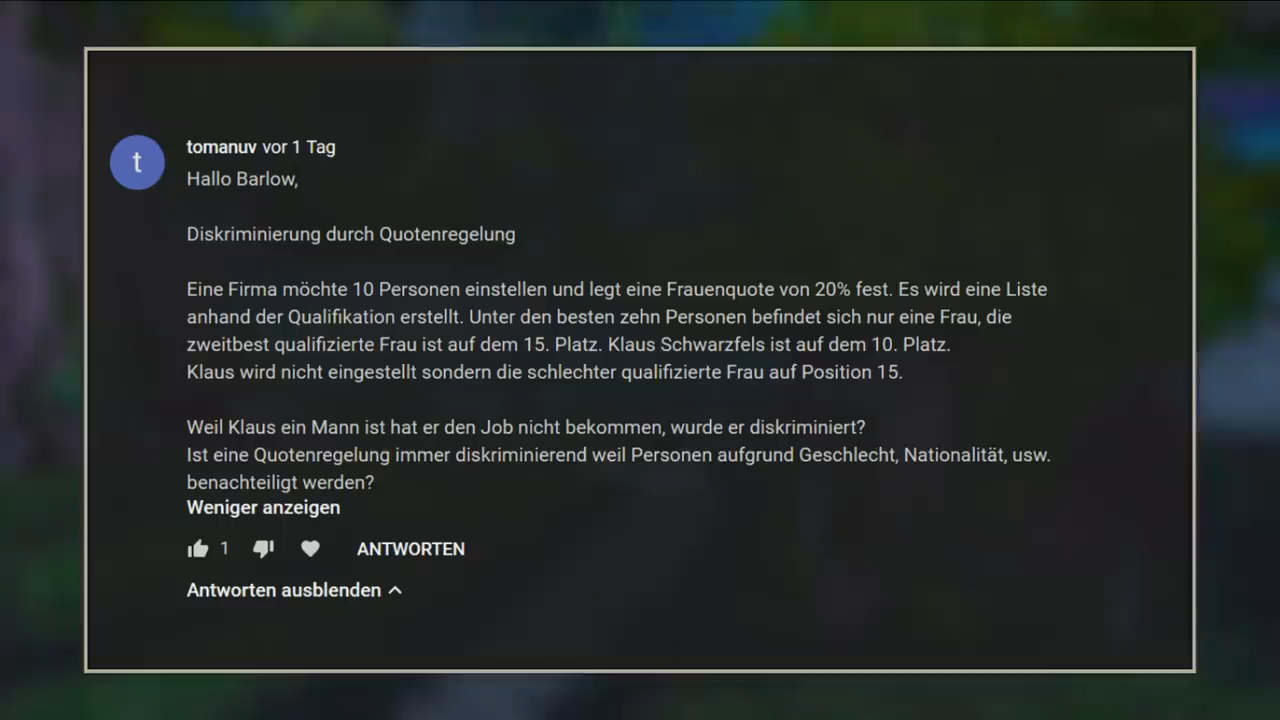 t
tomanuv vor 1 Tag
Hallo Barlow,
Diskriminierung durch Quotenregelung
Eine Firma möchte 10 Personen einstellen und legt eine Frauenquote von 20% fest. Es wird eine Liste
anhand der Qualifikation erstellt. Unter den besten zehn Personen befindet sich nur eine Frau, die
zweitbest qualifizierte Frau ist auf dem 15. Platz. Klaus Schwarzfels ist auf dem 10. Platz.
Klaus wird nicht eingestellt sondern die schlechter qualifizierte Frau auf Position 15.
Weil Klaus ein Mann ist hat er den Job nicht bekommen, wurde er diskriminiert?
Ist eine Quotenregelung immer diskriminierend weil Personen aufgrund Geschlecht, Nationalität, usw.
benachteiligt werden?
Weniger anzeigen
1 ANTWORTEN
Antworten ausblenden